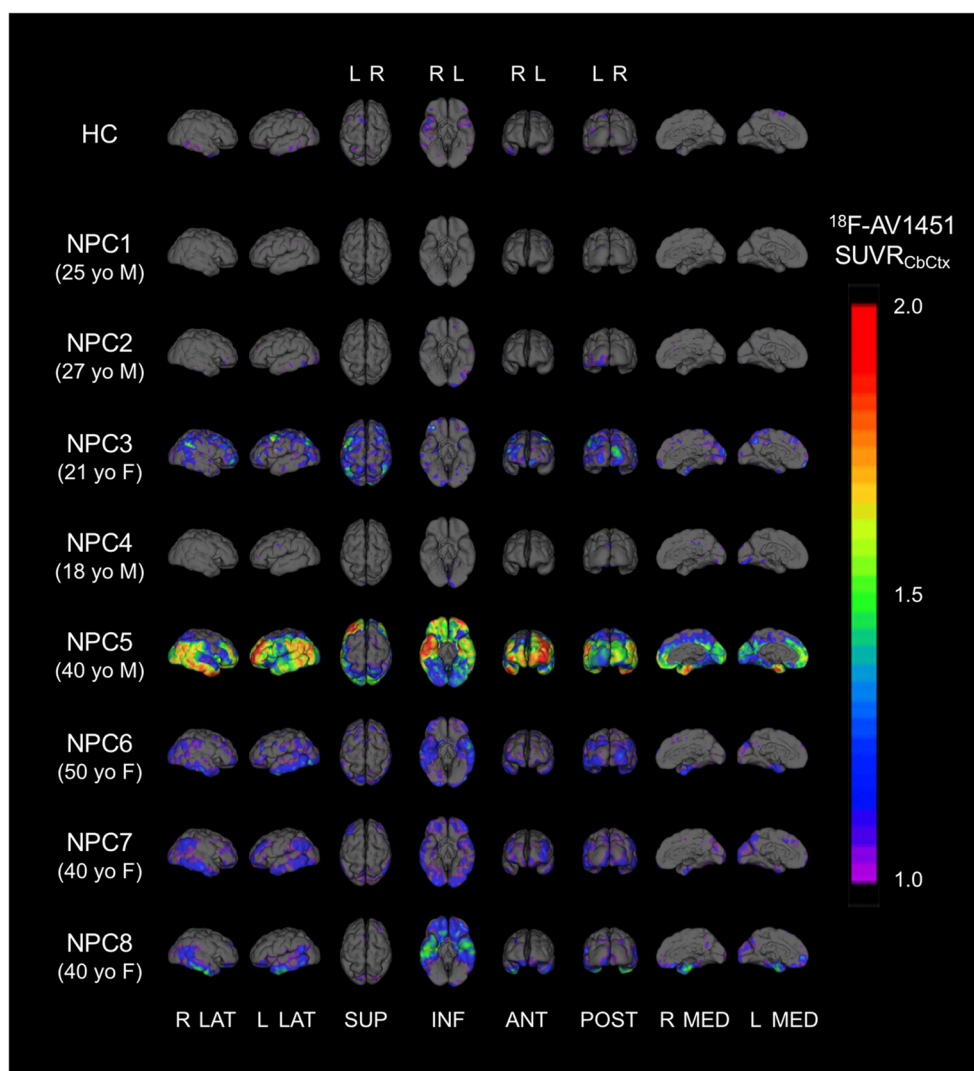 L R
R L
R L
L R
HC
NPC1
(25 yo M)
NPC2
(27 yo M)
NPC3
(21 yo F)
NPC4
(18 yo M)
NPC5
(40 yo M)
NPC6
(50 yo F)
NPC7
(40 yo F)
NPC8
(40 yo F)
R LAT
L LAT
SUP
INF
ANT
POST
R MED
L MED
18F-AV1451
SUVRCbCtx
2.0
1.5
1.0